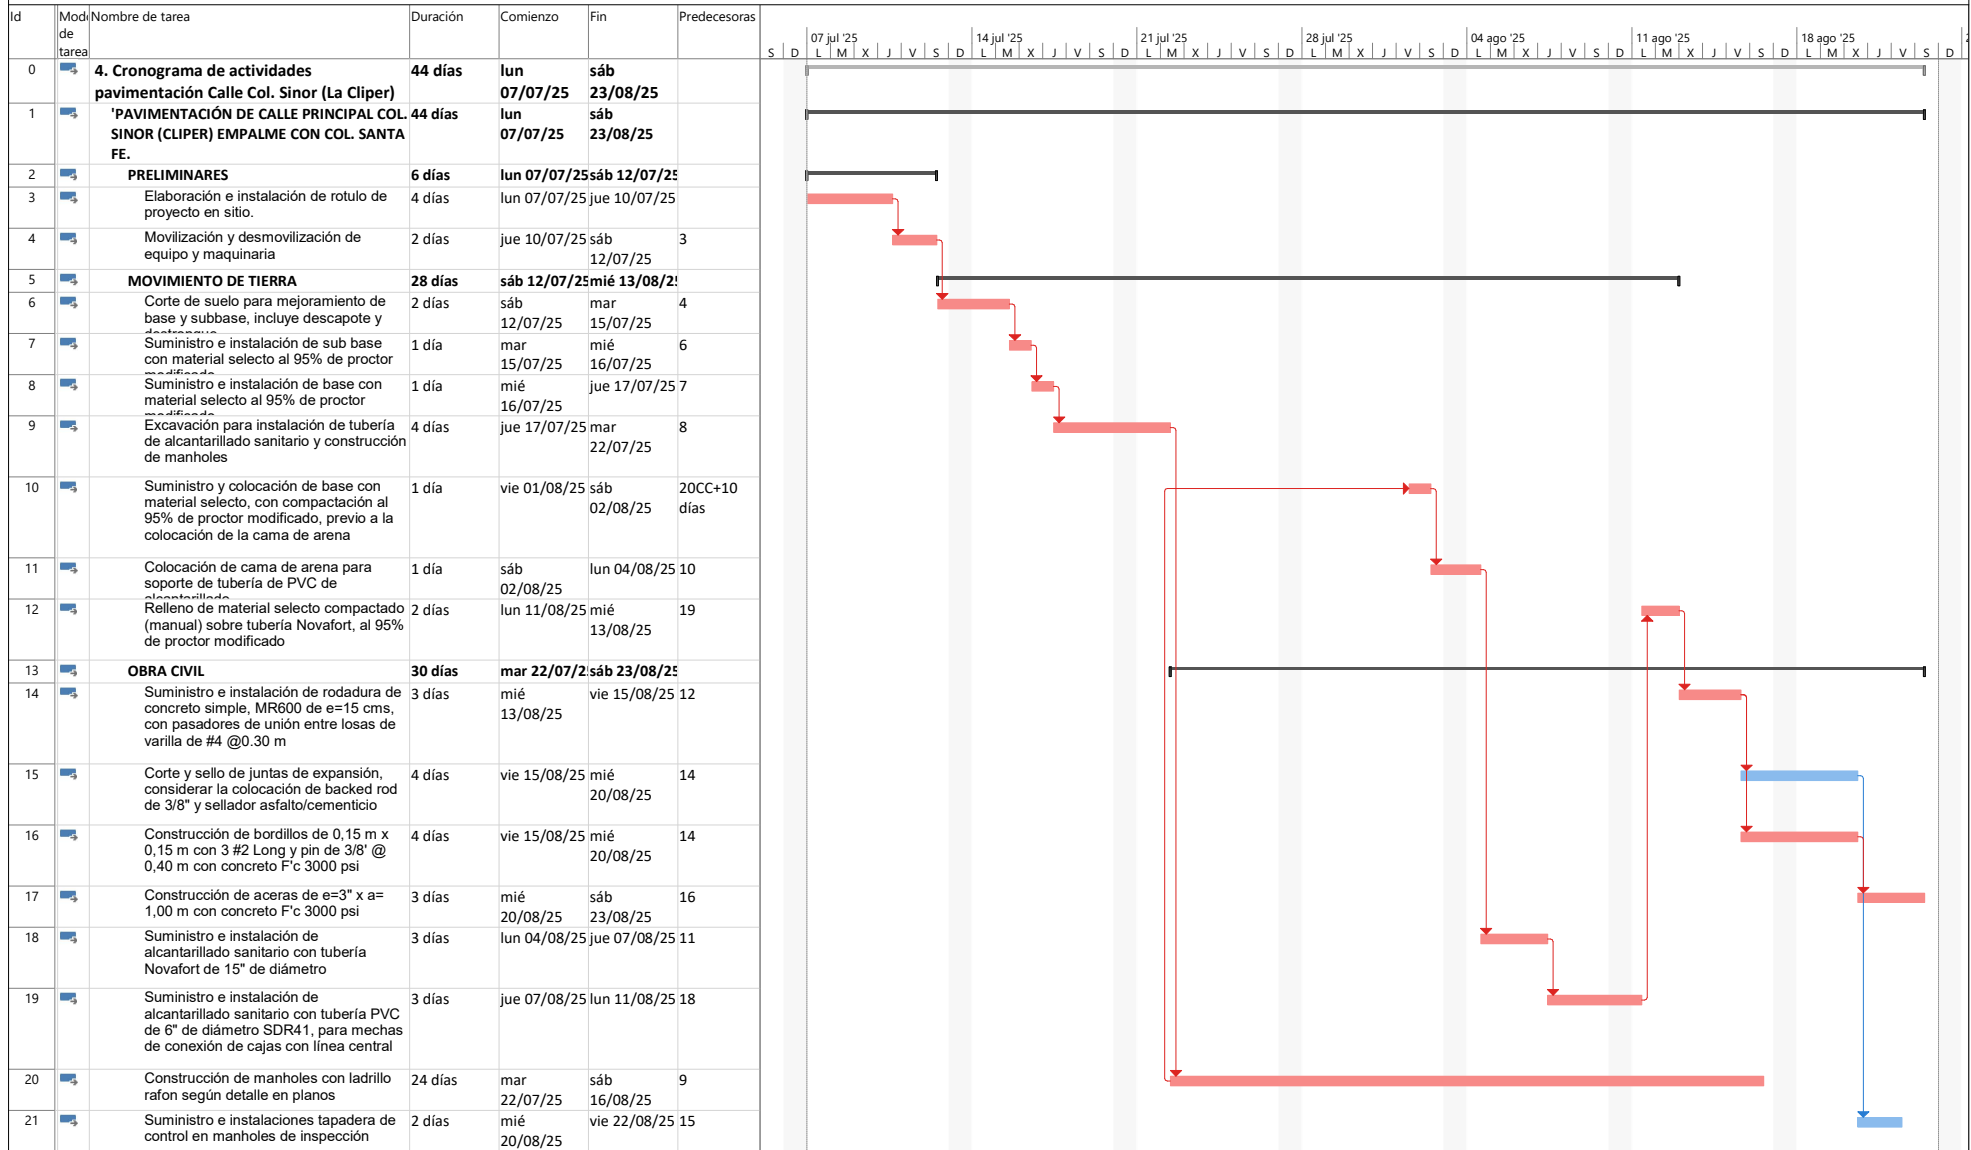 Id
Modo de tarea
Nombre de tarea
Duración
Comienzo
Fin
Predecesoras
07 jul '25
14 jul '25
21 jul '25
28 jul '25
04 ago '25
11 ago '25
18 ago '25
S D L M X J V S D L M X J V S D L M X J V S D L M X J V S D L M X J V S D L M X J V S D L M X J V S D
0
4. Cronograma de actividades
pavimentación Calle Col. Sinor (La Cliper)
44 días
lun
07/07/25
sáb
23/08/25
1
'PAVIMENTACIÓN DE CALLE PRINCIPAL COL.
SINOR (CLIPER) EMPALME CON COL. SANTA
FE.
44 días
lun
07/07/25
sáb
23/08/25
2
PRELIMINARES
6 días
lun 07/07/25
sáb 12/07/25
3
Elaboración e instalación de rotulo de
proyecto en sitio.
4 días
lun 07/07/25
jue 10/07/25
4
Movilización y desmovilización de
equipo y maquinaria
2 días
jue 10/07/25
sáb
12/07/25
3
5
MOVIMIENTO DE TIERRA
28 días
sáb 12/07/25
mié 13/08/25
6
Corte de suelo para mejoramiento de
base y subbase, incluye descapote y
2 días
sáb
12/07/25
mar
15/07/25
4
7
Suministro e instalación de sub base
con material selecto al 95% de proctor
1 día
mar
15/07/25
mié
16/07/25
6
8
Suministro e instalación de base con
material selecto al 95% de proctor
1 día
mié
16/07/25
jue 17/07/25
7
9
Excavación para instalación de tubería
de alcantarillado sanitario y construcción
de manholes
4 días
jue 17/07/25
mar
22/07/25
8
10
Suministro y colocación de base con
material selecto, con compactación al
95% de proctor modificado, previo a la
colocación de la cama de arena
1 día
vie 01/08/25
sáb
02/08/25
20CC+10
días
11
Colocación de cama de arena para
soporte de tubería de PVC de
1 día
sáb
02/08/25
lun 04/08/25
10
12
Relleno de material selecto compactado
(manual) sobre tubería Novafort, al 95%
de proctor modificado
2 días
lun 11/08/25
mié
13/08/25
19
13
OBRA CIVIL
30 días
mar 22/07/25
sáb 23/08/25
14
Suministro e instalación de rodadura de
concreto simple, MR600 de e=15 cms,
con pasadores de unión entre losas de
varilla de #4 @0.30 m
3 días
mié
13/08/25
vie 15/08/25
12
15
Corte y sello de juntas de expansión,
considerar la colocación de backed rod
de 3/8" y sellador asfalto/cementicio
4 días
vie 15/08/25
mié
20/08/25
14
16
Construcción de bordillos de 0,15 m x
0,15 m con 3 #2 Long y pin de 3/8' @
0,40 m con concreto F'c 3000 psi
4 días
vie 15/08/25
mié
20/08/25
14
17
Construcción de aceras de e=3" x a=
1,00 m con concreto F'c 3000 psi
3 días
mié
20/08/25
sáb
23/08/25
16
18
Suministro e instalación de
alcantarillado sanitario con tubería
Novafort de 15" de diámetro
3 días
lun 04/08/25
jue 07/08/25
11
19
Suministro e instalación de
alcantarillado sanitario con tubería PVC
de 6" de diámetro SDR41, para mechas
de conexión de cajas con línea central
3 días
jue 07/08/25
lun 11/08/25
18
20
Construcción de manholes con ladrillo
rafon según detalle en planos
24 días
mar
22/07/25
sáb
16/08/25
9
21
Suministro e instalaciones tapadera de
control en manholes de inspección
2 días
mié
20/08/25
vie 22/08/25
15